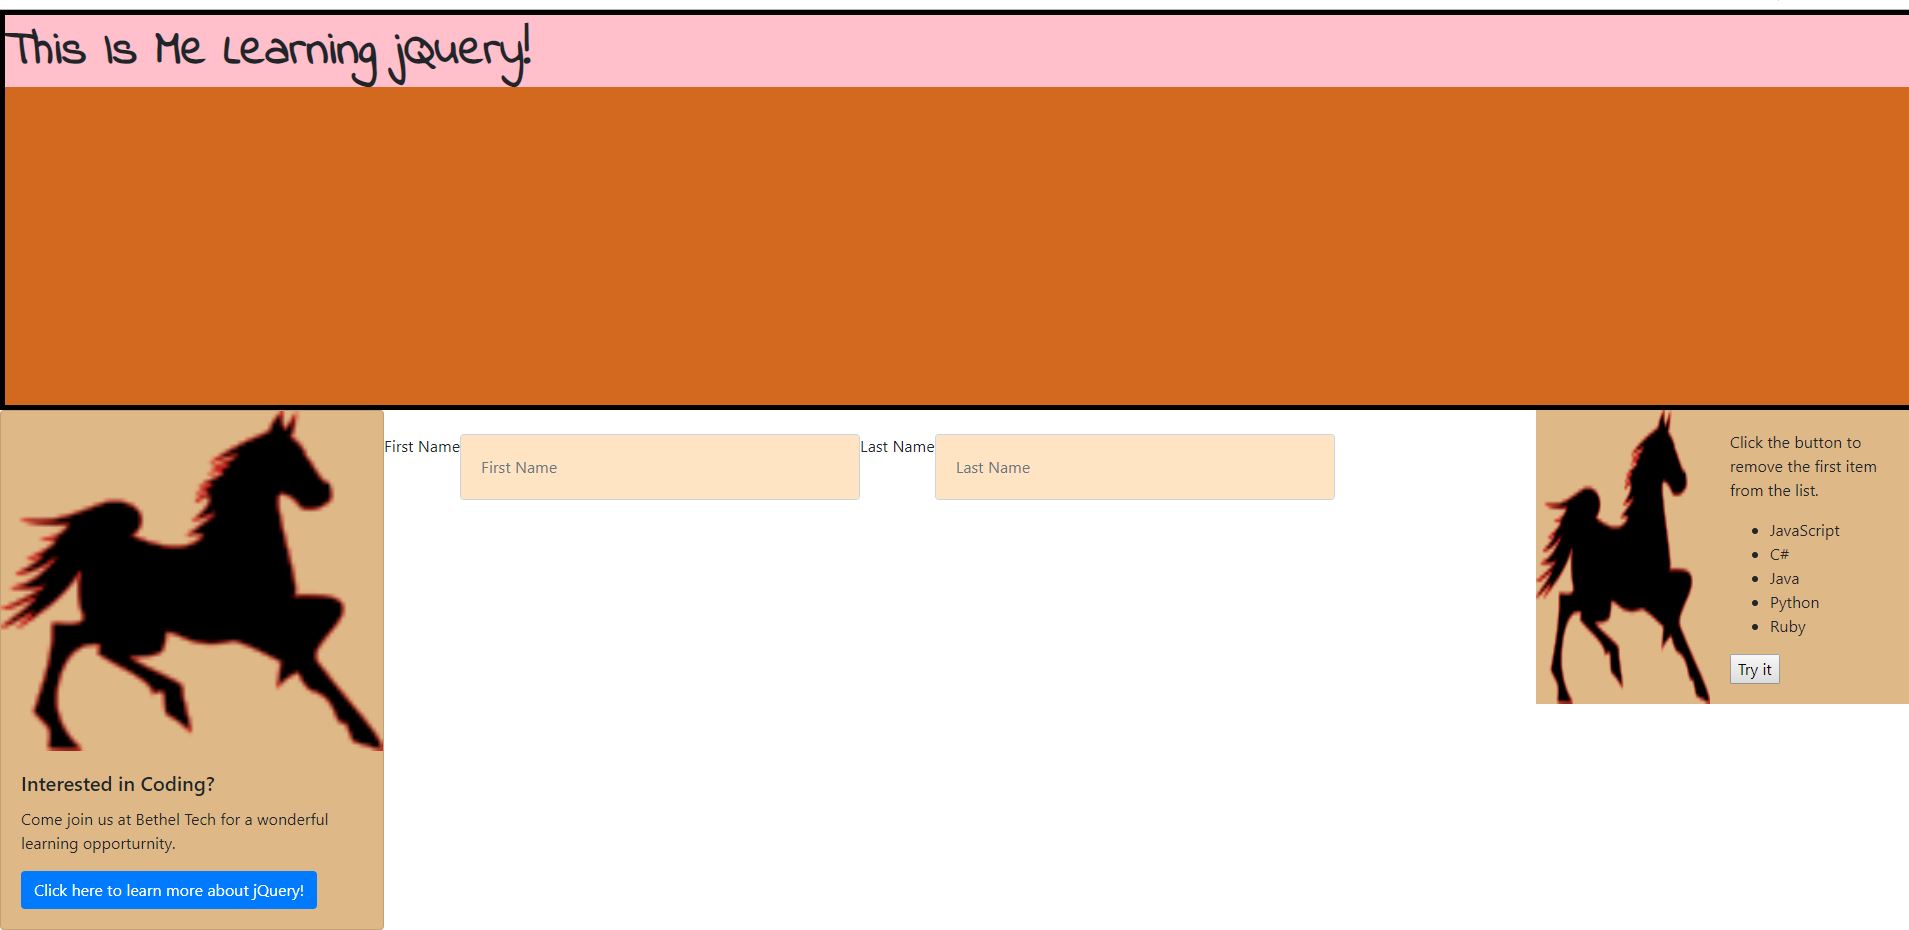 This Is Me Learning jQuery!
First Name
First Name
Last Name
Last Name
Interested in Coding?
Come join us at Bethel Tech for a wonderful
learning opporturnity.
Click here to learn more about jQuery!
Click the button to
remove the first item
from the list.
JavaScript
C#
Java
Python
Ruby
Try it